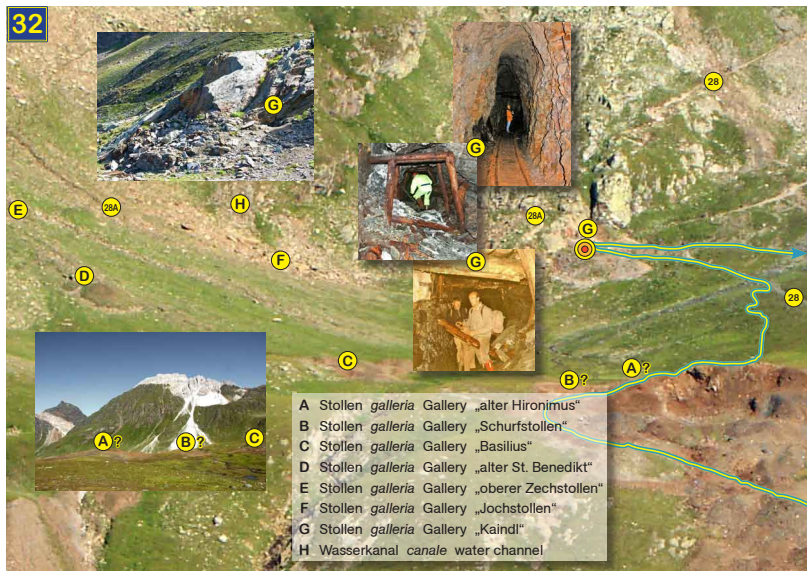 32
G
28
G
E
28A
H
28A
G
D
F
G
28
C
B ?
A ?
A ?
B ?
C
A Stollen galleria Gallery „alter Hironimus“
B Stollen galleria Gallery „Schurfstollen“
C Stollen galleria Gallery „Basilius“
D Stollen galleria Gallery „alter St. Benedikt“
E Stollen galleria Gallery „oberer Zechstollen“
F Stollen galleria Gallery „Jochstollen“
G Stollen galleria Gallery „Kaindl“
H Wasserkanal canale water channel